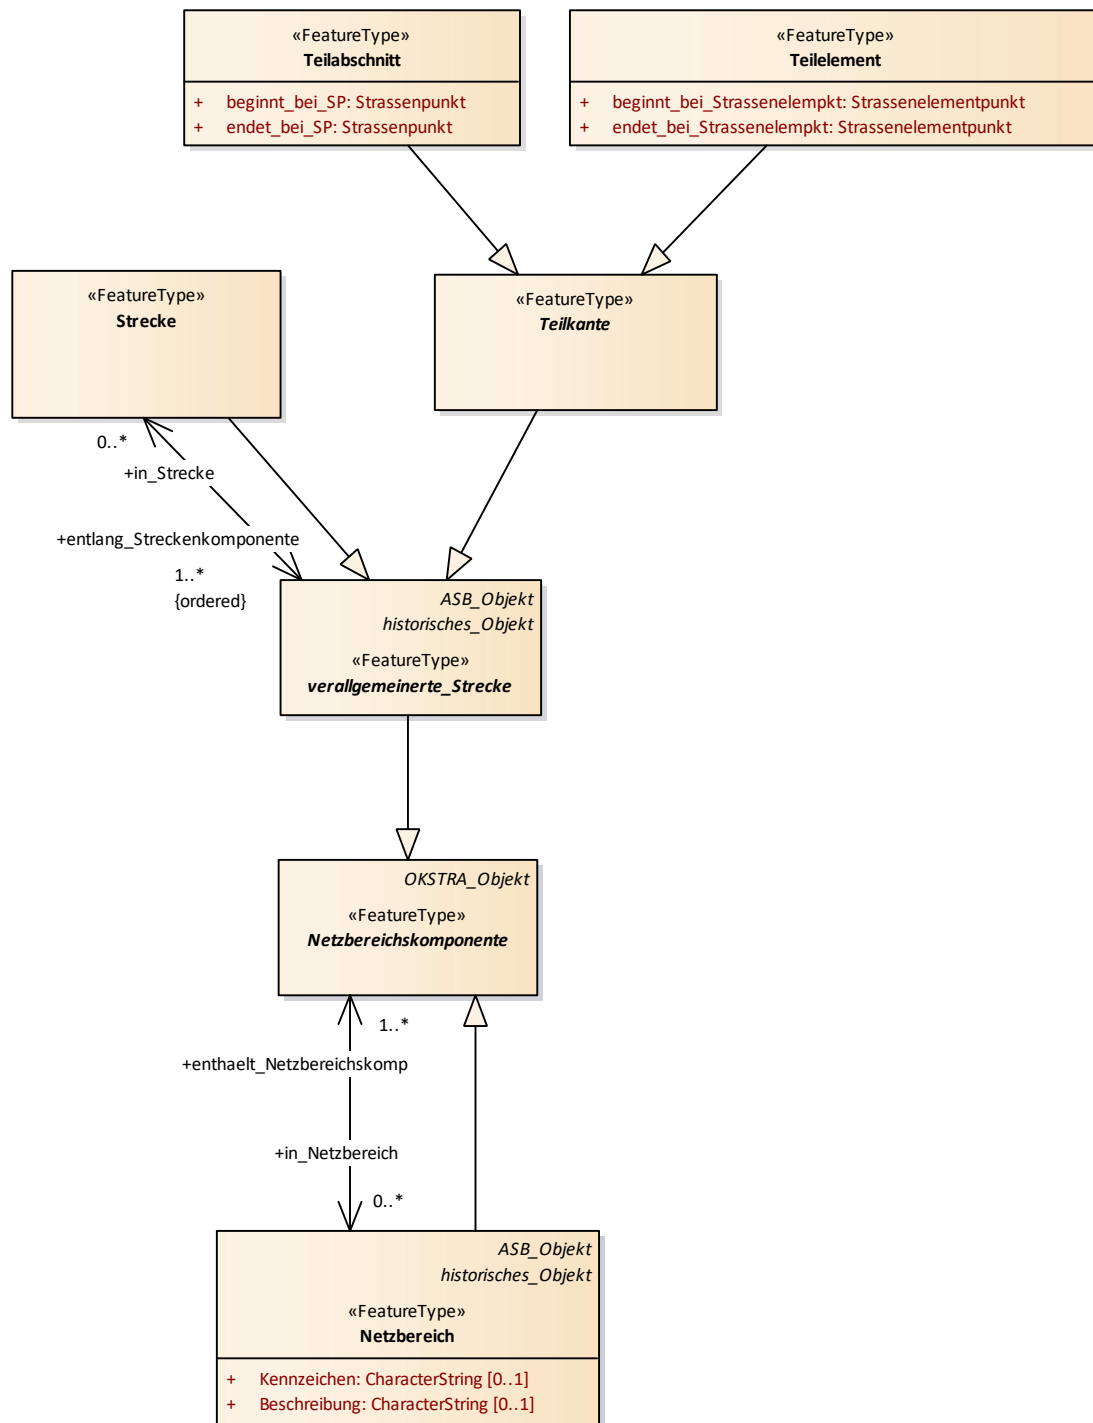 «FeatureType»
Teilabschnitt
+ beginnt_bei_SP: Strassenpunkt
+ endet_bei_SP: Strassenpunkt
«FeatureType»
Teilelement
+ beginnt_bei_Strassenelempkt: Strassenelementpunkt
+ endet_bei_Strassenelempkt: Strassenelementpunkt
«FeatureType»
Strecke
«FeatureType»
Teilkante
0..*
+in_Strecke
+entlang_Streckenkomponente
1..*
{ordered}
ASB_Objekt
historisches_Objekt
«FeatureType»
verallgemeinerte_Strecke
OKSTRA_Objekt
«FeatureType»
Netzbereichskomponente
1..*
+enthaelt_Netzbereichskomp
+in_Netzbereich
0..*
ASB_Objekt
historisches_Objekt
«FeatureType»
Netzbereich
+ Kennzeichen: CharacterString [0..1]
+ Beschreibung: CharacterString [0..1]